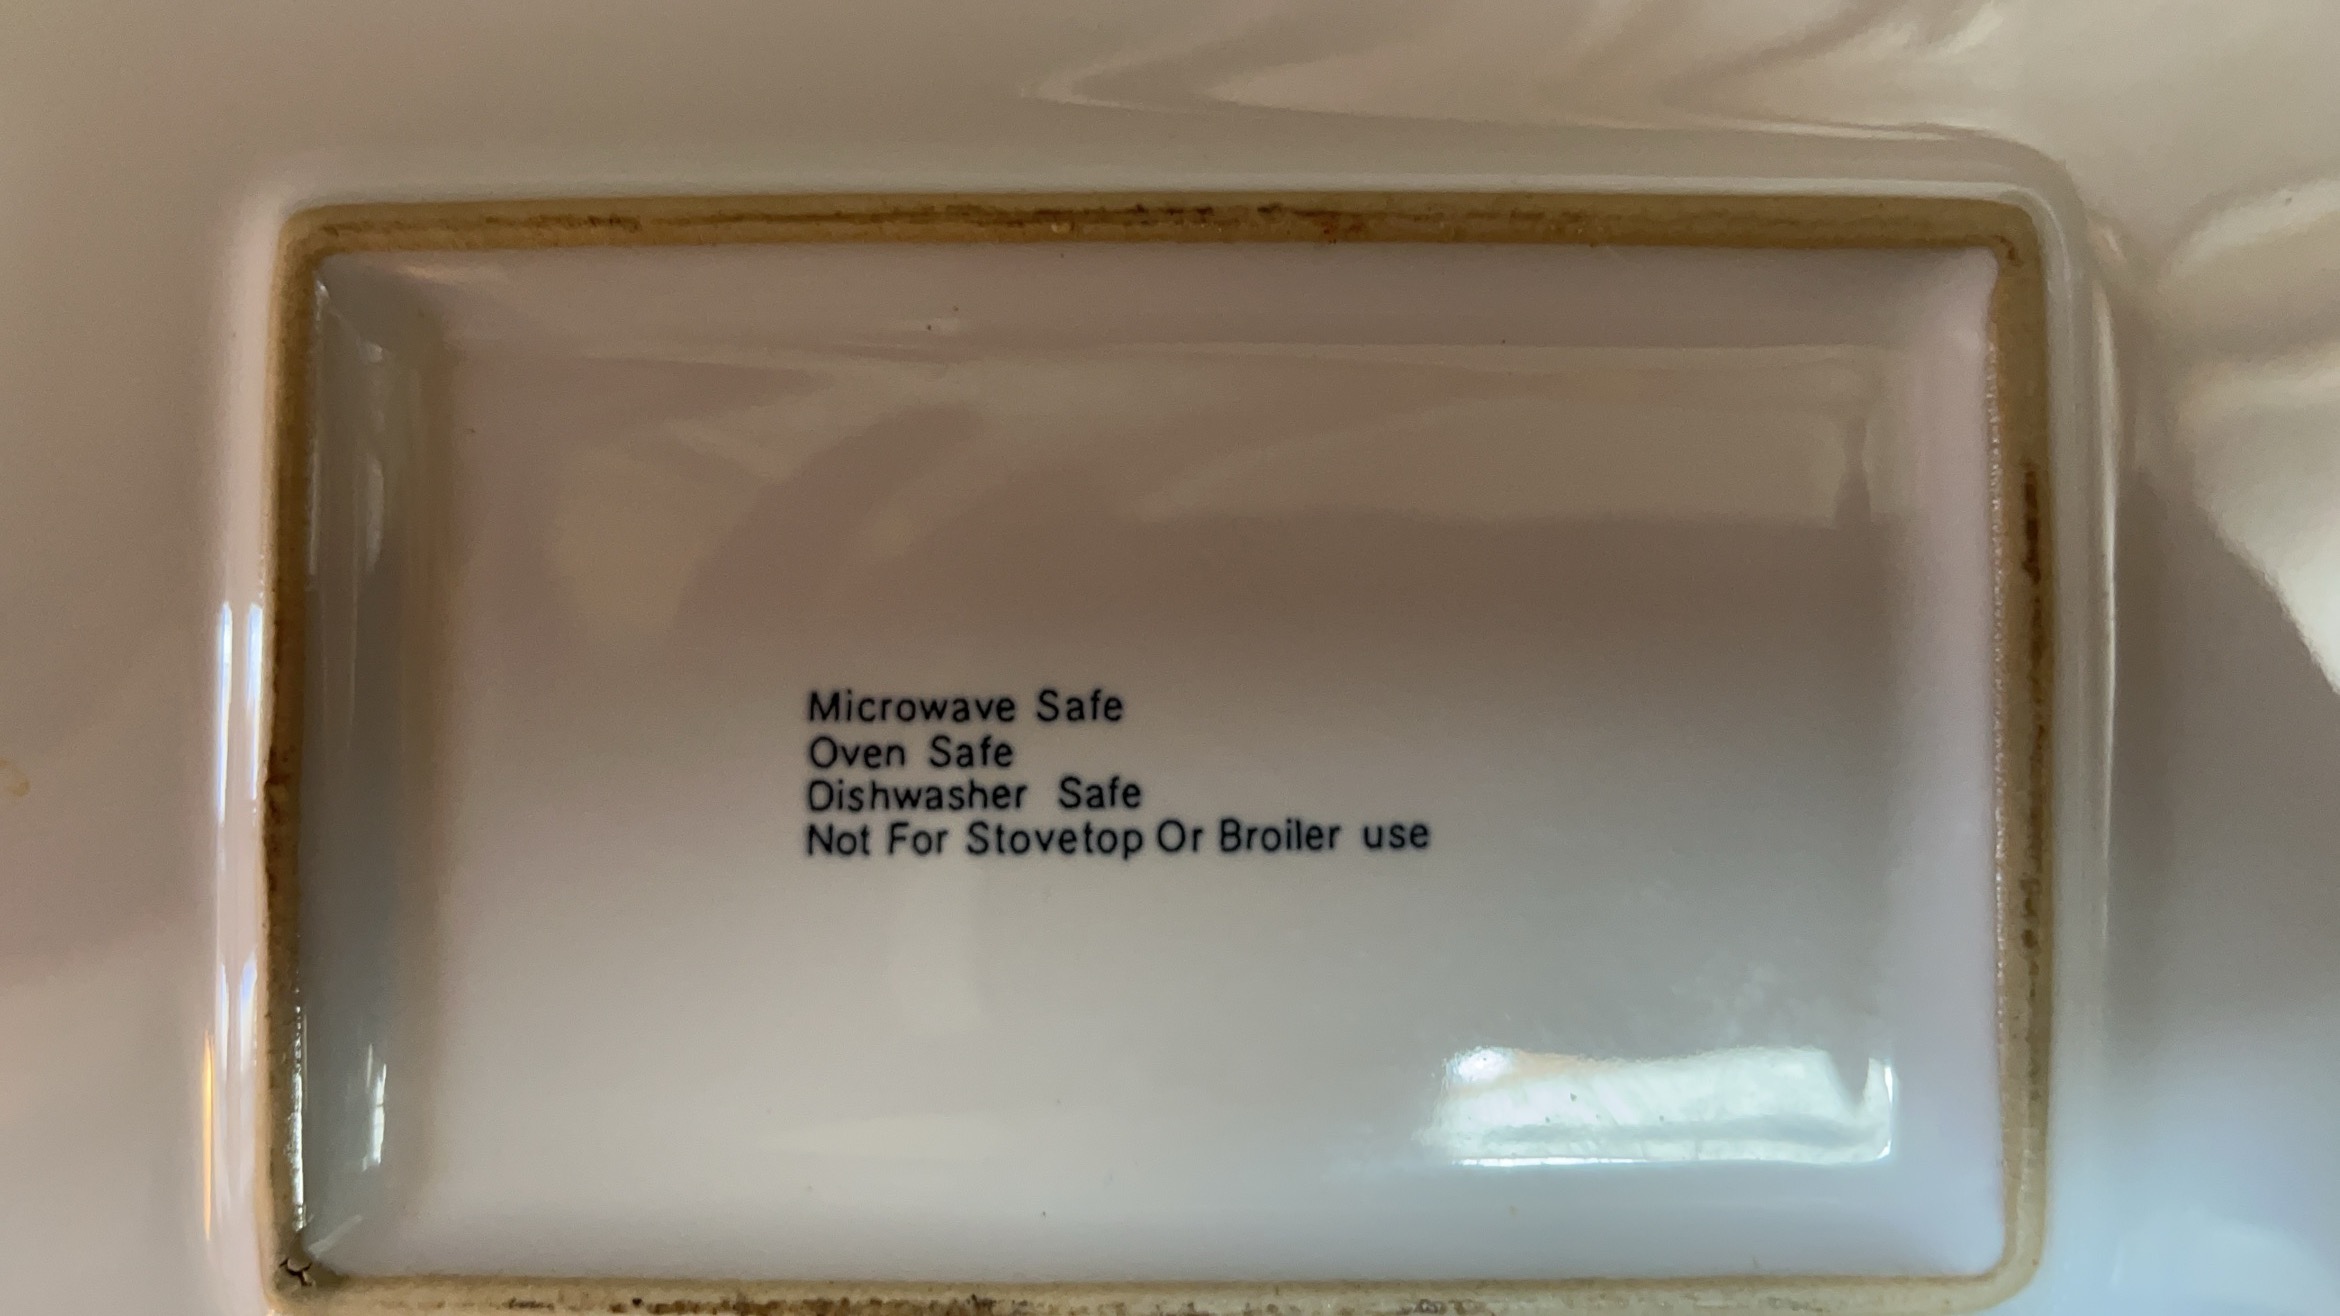 Microwave Safe
Oven Safe
Dishwasher Safe
Not For Stovetop Or Broiler use